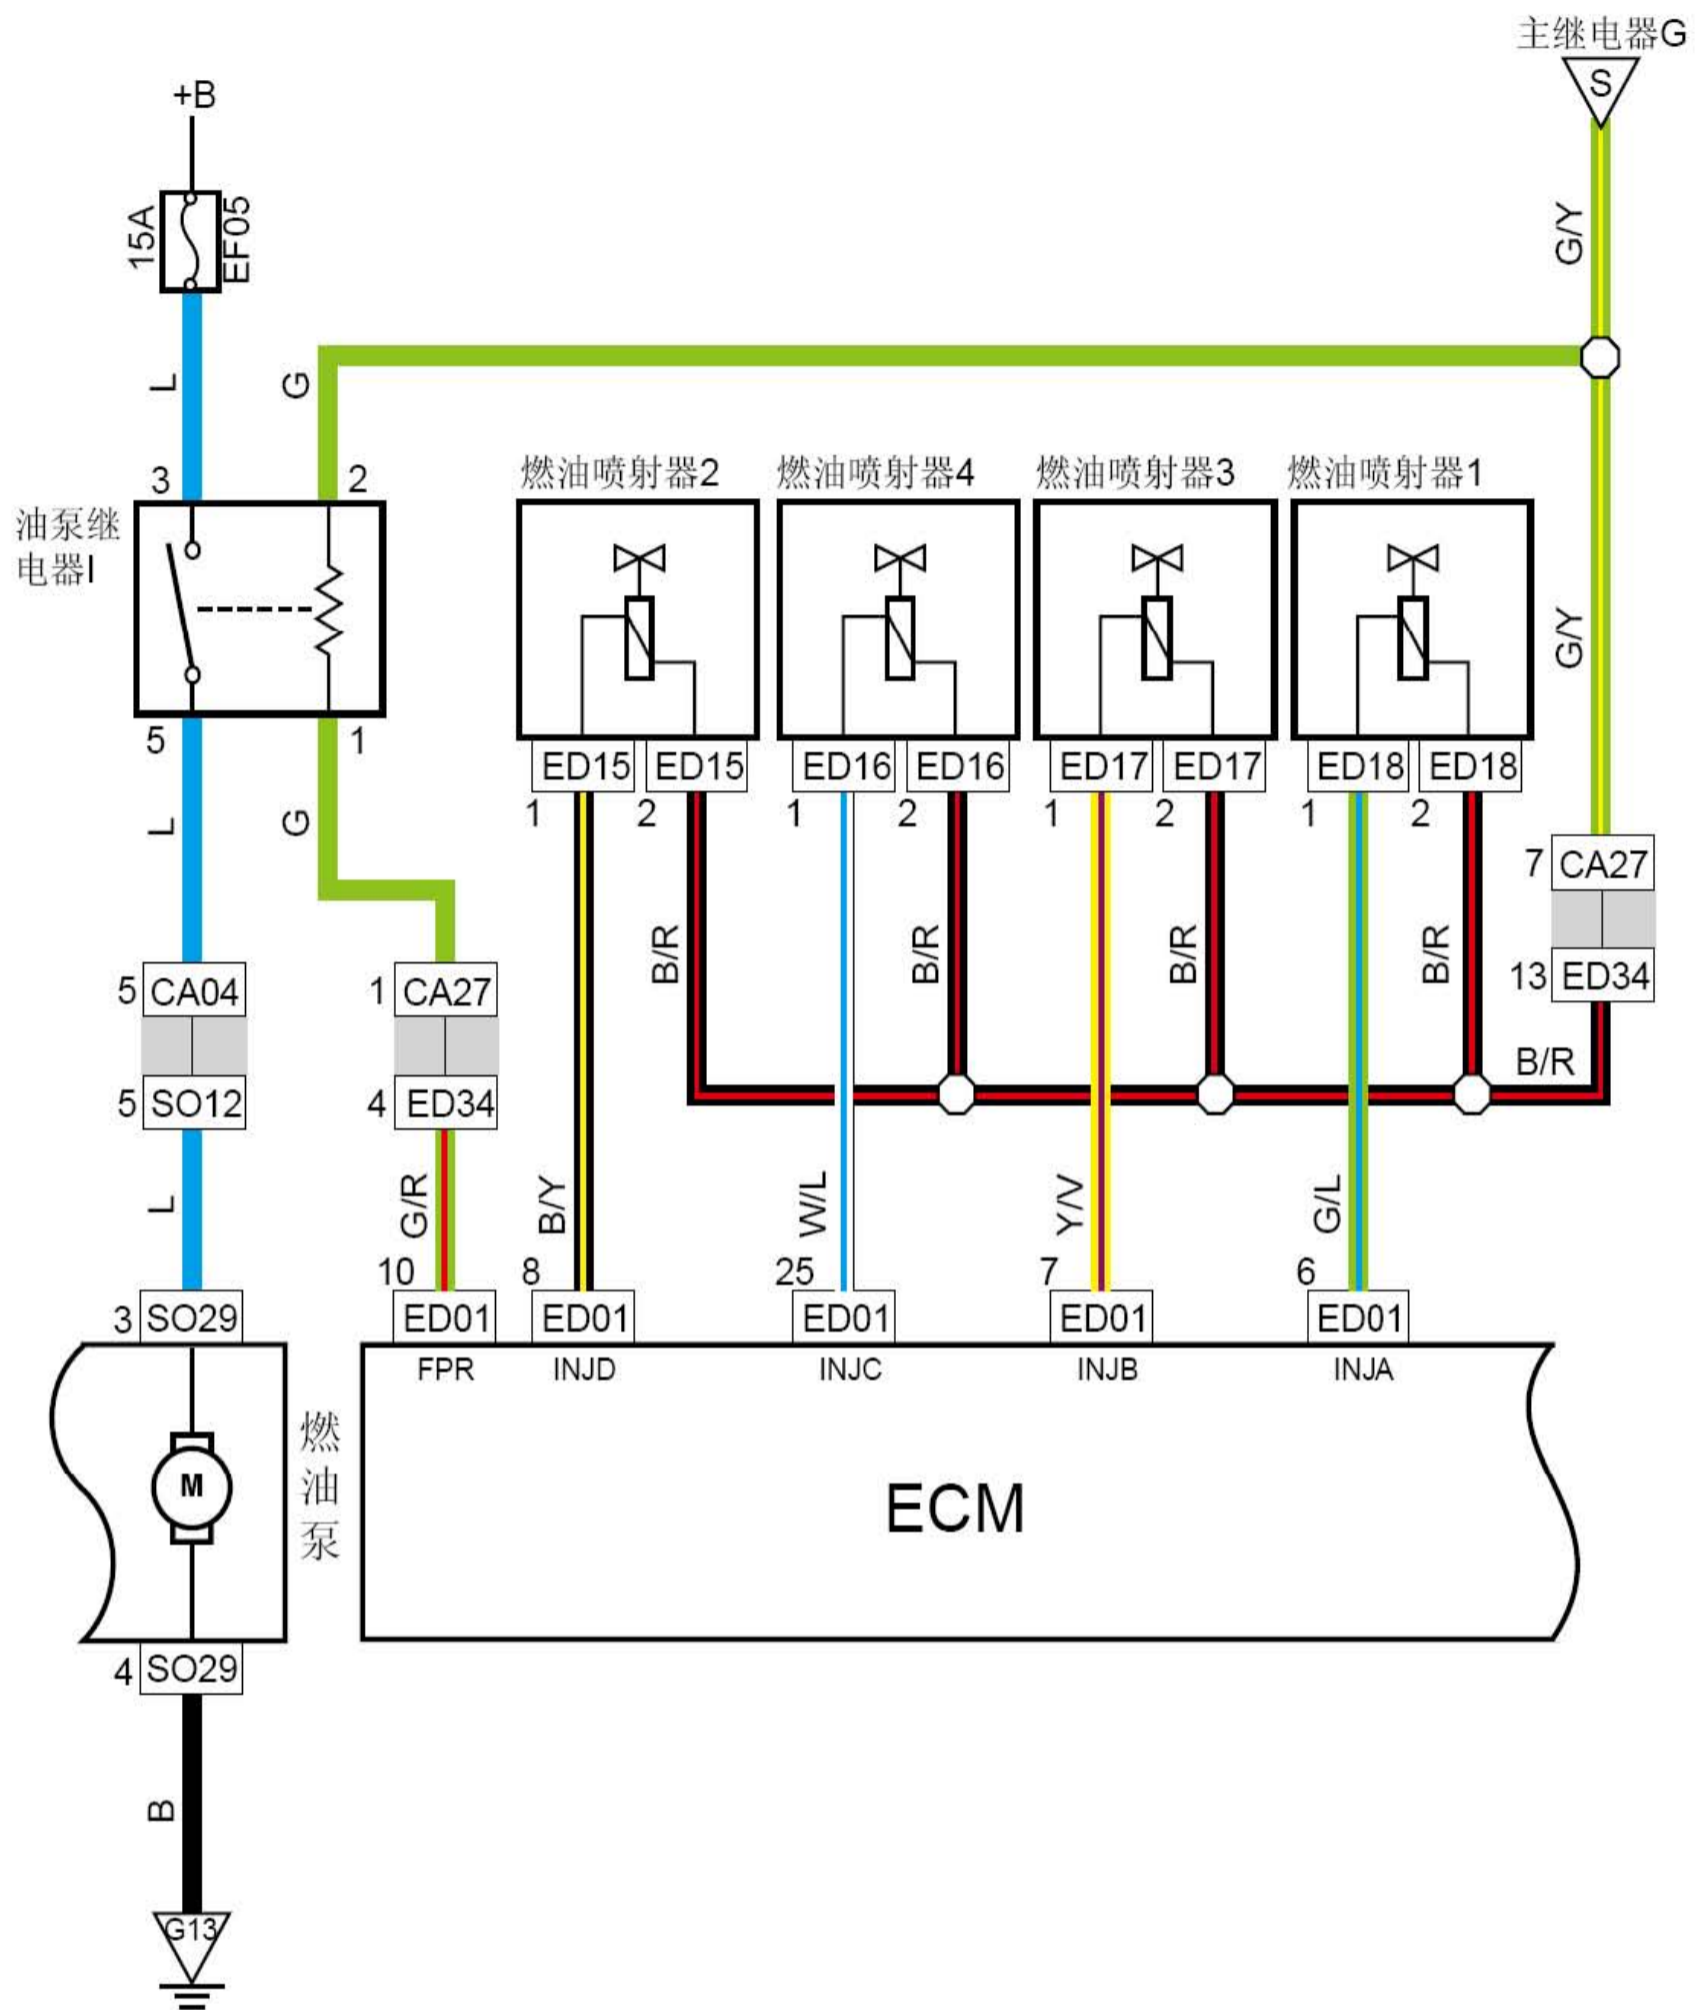 主继电器G
S
+B
15A
EF05
G/Y
L
G
3
2
油泵继
电器I
燃油喷射器2
燃油喷射器4
燃油喷射器3
燃油喷射器1
G/Y
5
1
ED15
ED15
ED16
ED16
ED17
ED17
ED18
ED18
1
2
1
2
1
2
1
2
L
G
7
CA27
B/R
B/R
B/R
B/R
13
ED34
5
CA04
1
CA27
B/R
5
SO12
4
ED34
L
G/R
B/Y
W/L
Y/V
G/L
10
8
25
7
6
3
SO29
ED01
ED01
ED01
ED01
ED01
FPR
INJD
INJC
INJB
INJA
燃
油
泵
M
ECM
4
SO29
B
G13